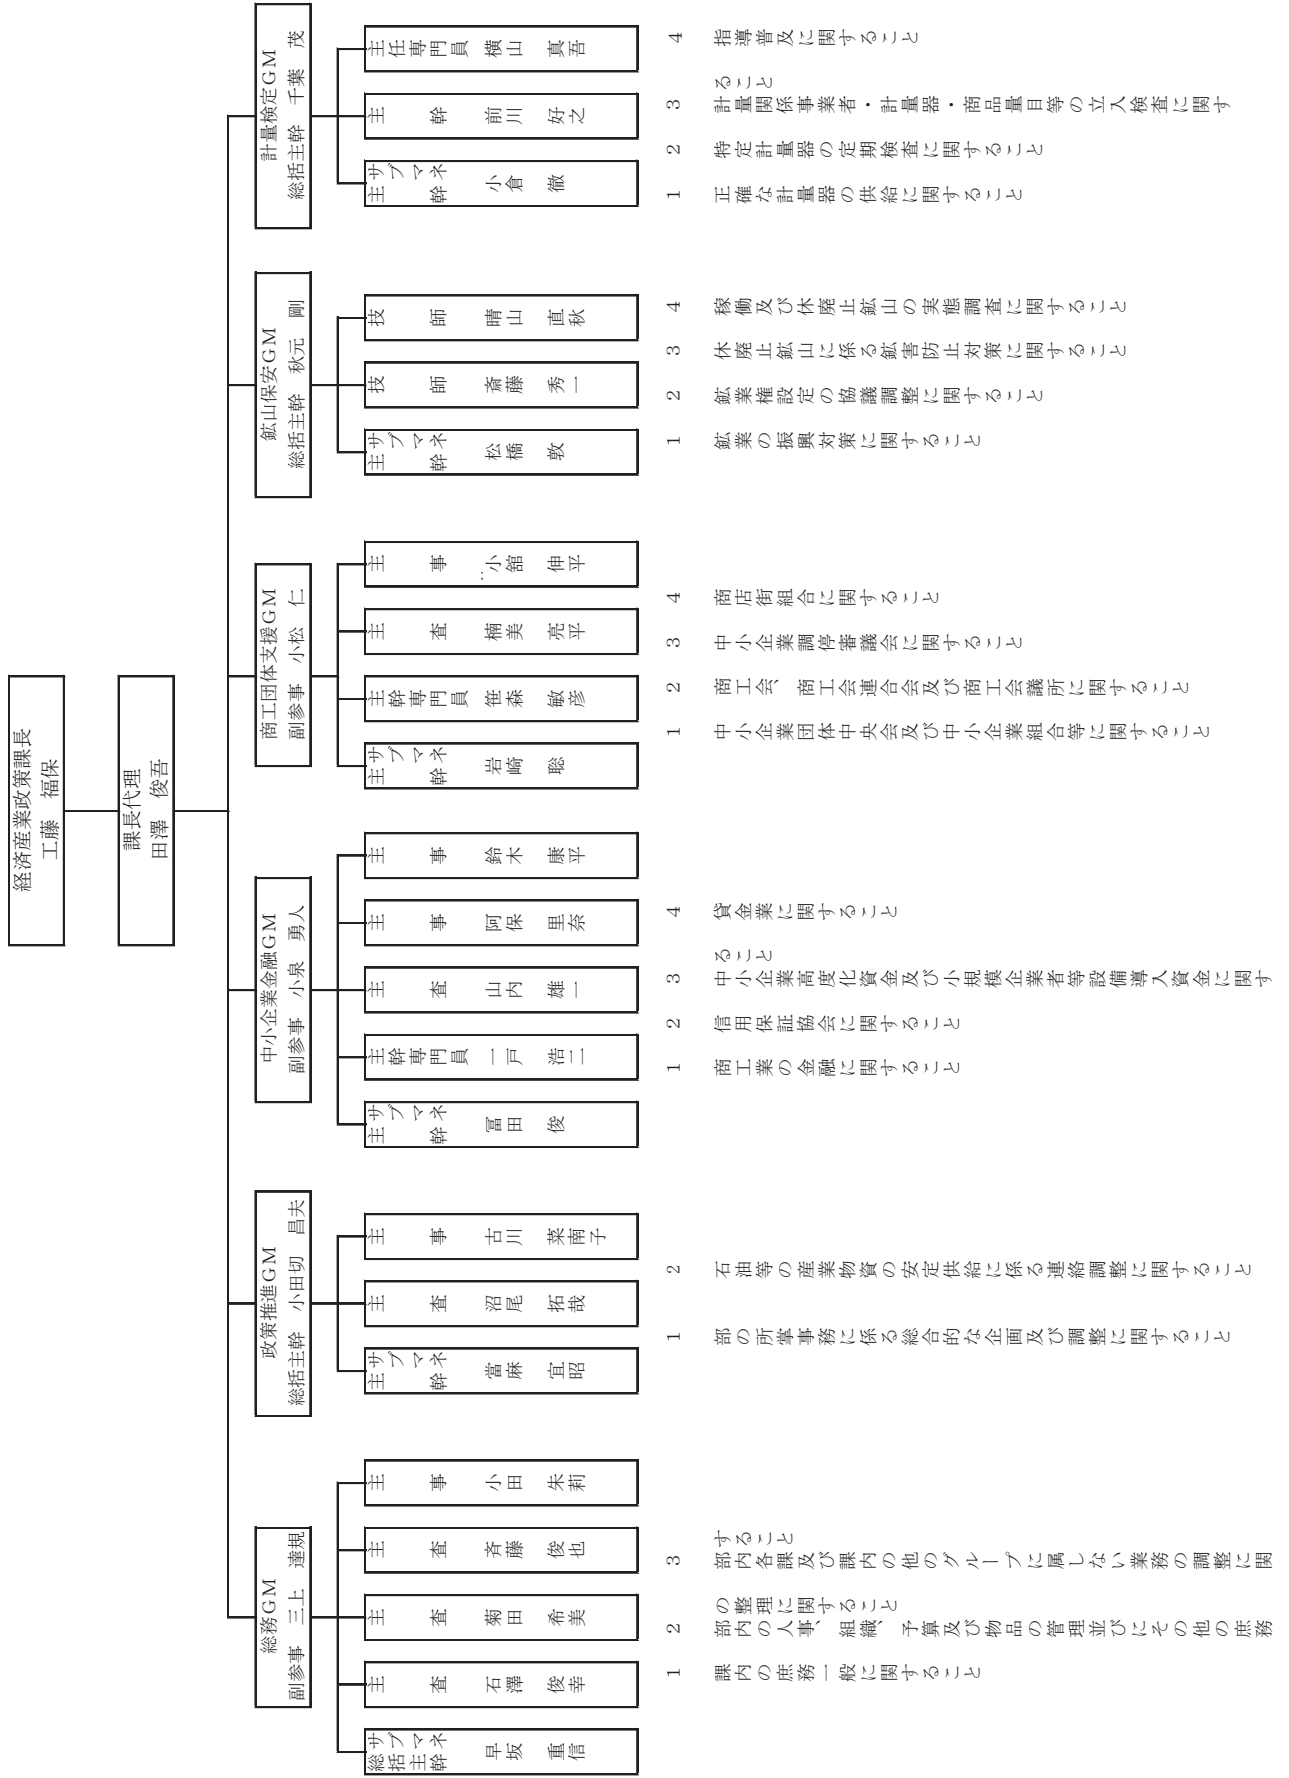 経済産業政策課長
工藤　福保
課長代理
田澤　俊吾
総務GM
副参事　三上　達規
サブマネ
総括主幹　早坂　重信
主査　石澤　俊幸
主査　菊田　希美
主査　斉藤　俊也
主事　小田　朱莉
1　課内の庶務一般に関すること
2　部内の人事、組織、予算及び物品の管理並びにその他の庶務
の整理に関すること
3　部内各課及び課内の他のグループに属しない業務の調整に関
すること
政策推進GM
総括主幹　小田切　昌夫
サブマネ
主幹　當麻　宜昭
主査　沼尾　拓哉
主事　古川　菜南子
1　部の所掌事務に係る総合的な企画及び調整に関すること
2　石油等の産業物資の安定供給に係る連絡調整に関すること
中小企業金融GM
副参事　小泉　勇人
サブマネ
主幹　冨田　俊
主幹専門員　一戸　浩二
主査　山内　雄一
主事　阿保　里奈
主事　鈴木　康平
1　商工業の金融に関すること
2　信用保証協会に関すること
3　中小企業高度化資金及び小規模企業者等設備導入資金に関す
ること
4　貸金業に関すること
商工団体支援GM
副参事　小松　仁
サブマネ
主幹　岩崎　聡
主幹専門員　笹森　敏彦
主査　楠美　亮平
主事　小舘　伸平
1　中小企業団体中央会及び中小企業組合等に関すること
2　商工会、商工会連合会及び商工会議所に関すること
3　中小企業調停審議会に関すること
4　商店街組合に関すること
鉱山保安GM
総括主幹　秋元　剛
サブマネ
主幹　松橋　敦
技師　斎藤　秀一
技師　晴山　直秋
1　鉱業の振興対策に関すること
2　鉱業権設定の協議調整に関すること
3　休廃止鉱山に係る鉱害防止対策に関すること
4　稼働及び休廃止鉱山の実態調査に関すること
計量検定GM
総括主幹　千葉　茂
サブマネ
主幹　小倉　徹
主幹　前川　好之
主任専門員　横山　真吾
1　正確な計量器の供給に関すること
2　特定計量器の定期検査に関すること
3　計量関係事業者・計量器・商品量目等の立入検査に関す
ること
4　指導普及に関すること